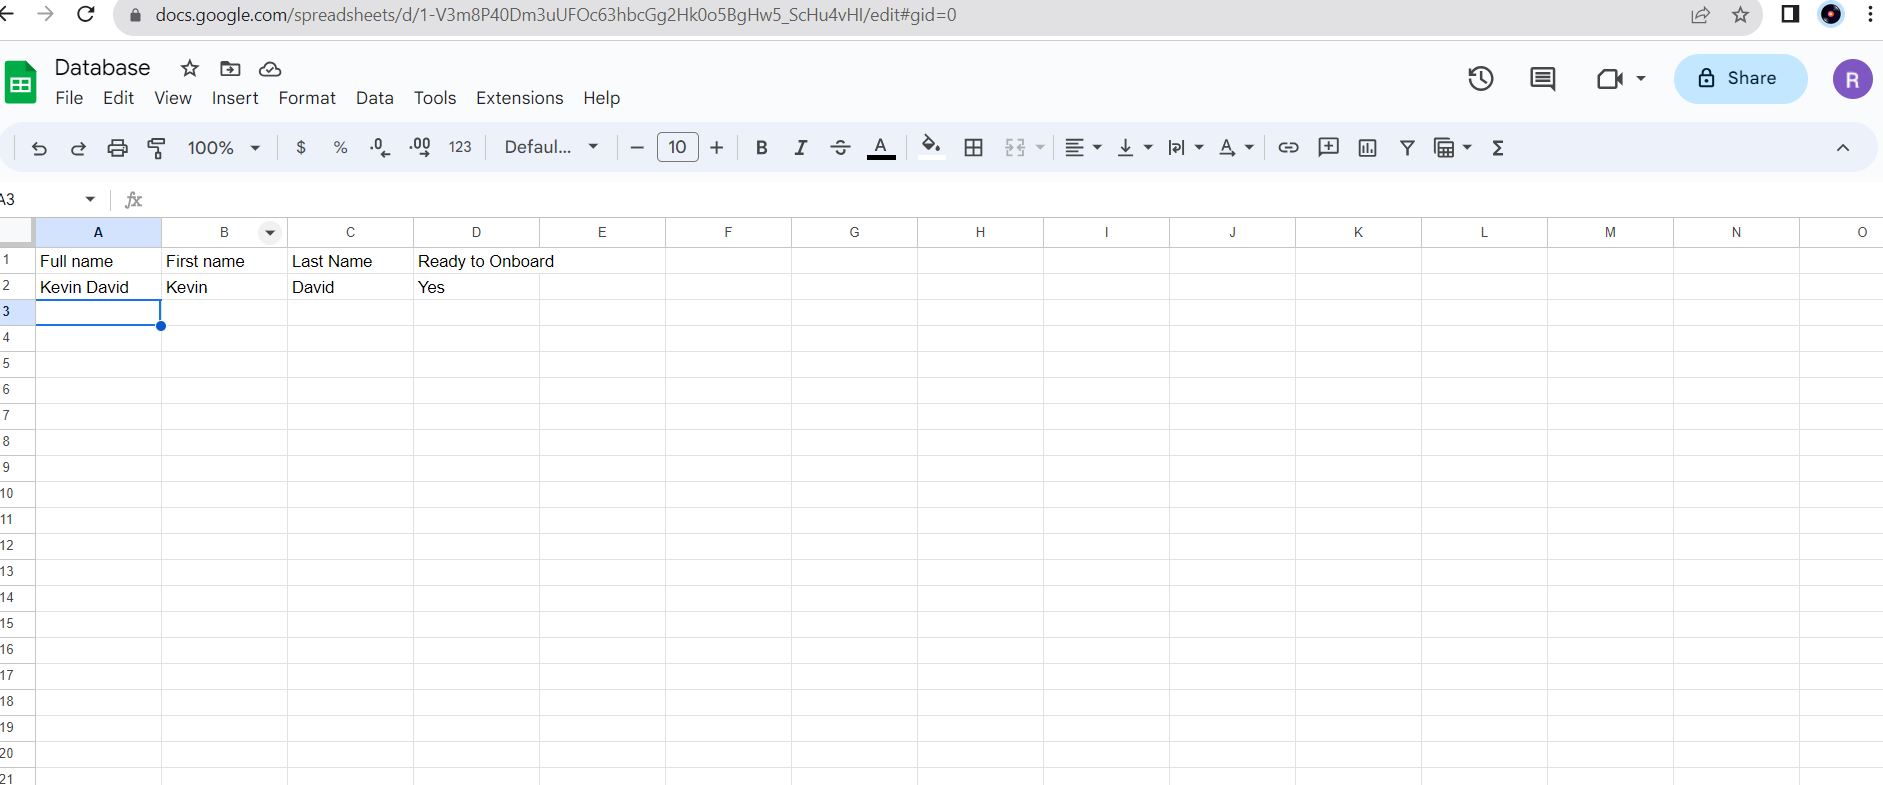 docs.google.com/spreadsheets/d/1-V3m8P40Dm3uUFOc63hbcGg2Hk0o5BgHw5_ScHu4vHI/edit#gid=0
Database
File Edit View Insert Format Data Tools Extensions Help
Share
R
100% $ % .0 .00 123 Defaul... 10 B I A Σ
A3 fx
A B C D E F G H I J K L M N O
1 Full name First name Last Name Ready to Onboard
2 Kevin David Kevin David Yes
3
4
5
6
7
8
9
10
11
12
13
14
15
16
17
18
19
20
21